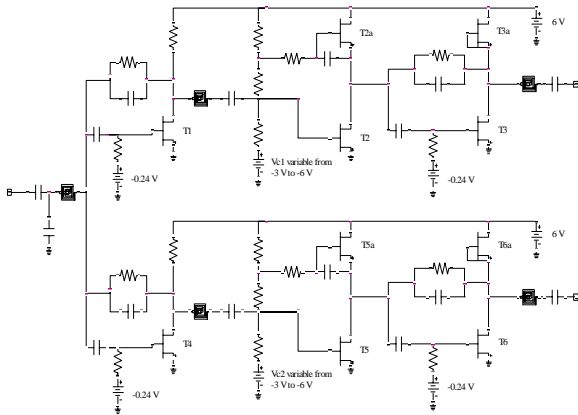 T2a
T3a
6 V
T1
T2
T3
-0.24 V
Vc1 variable from
-3 V to -6 V
-0.24 V
T5a
T6a
6 V
T4
T5
T6
-0.24 V
Vc2 variable from
-3 V to -6 V
-0.24 V